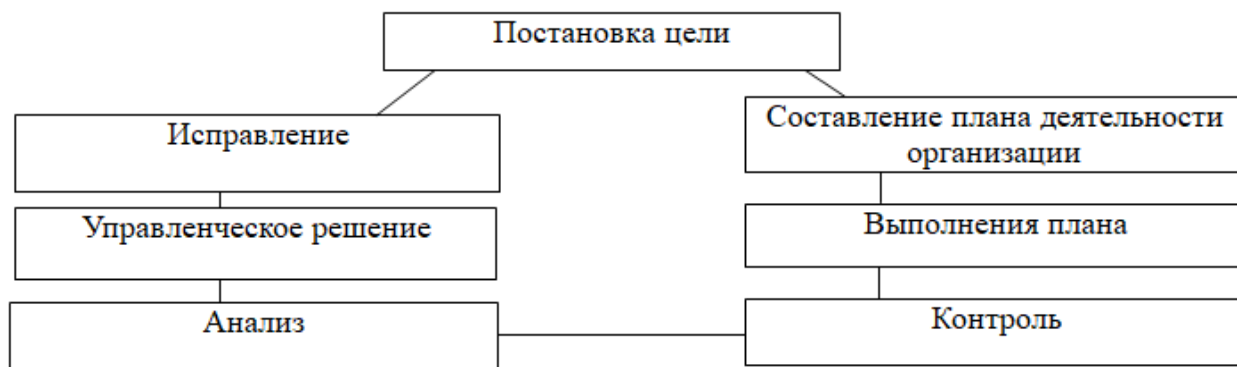 Постановка цели
Исправление
Составление плана деятельности
организации
Управленческое решение
Выполнения плана
Анализ
Контроль